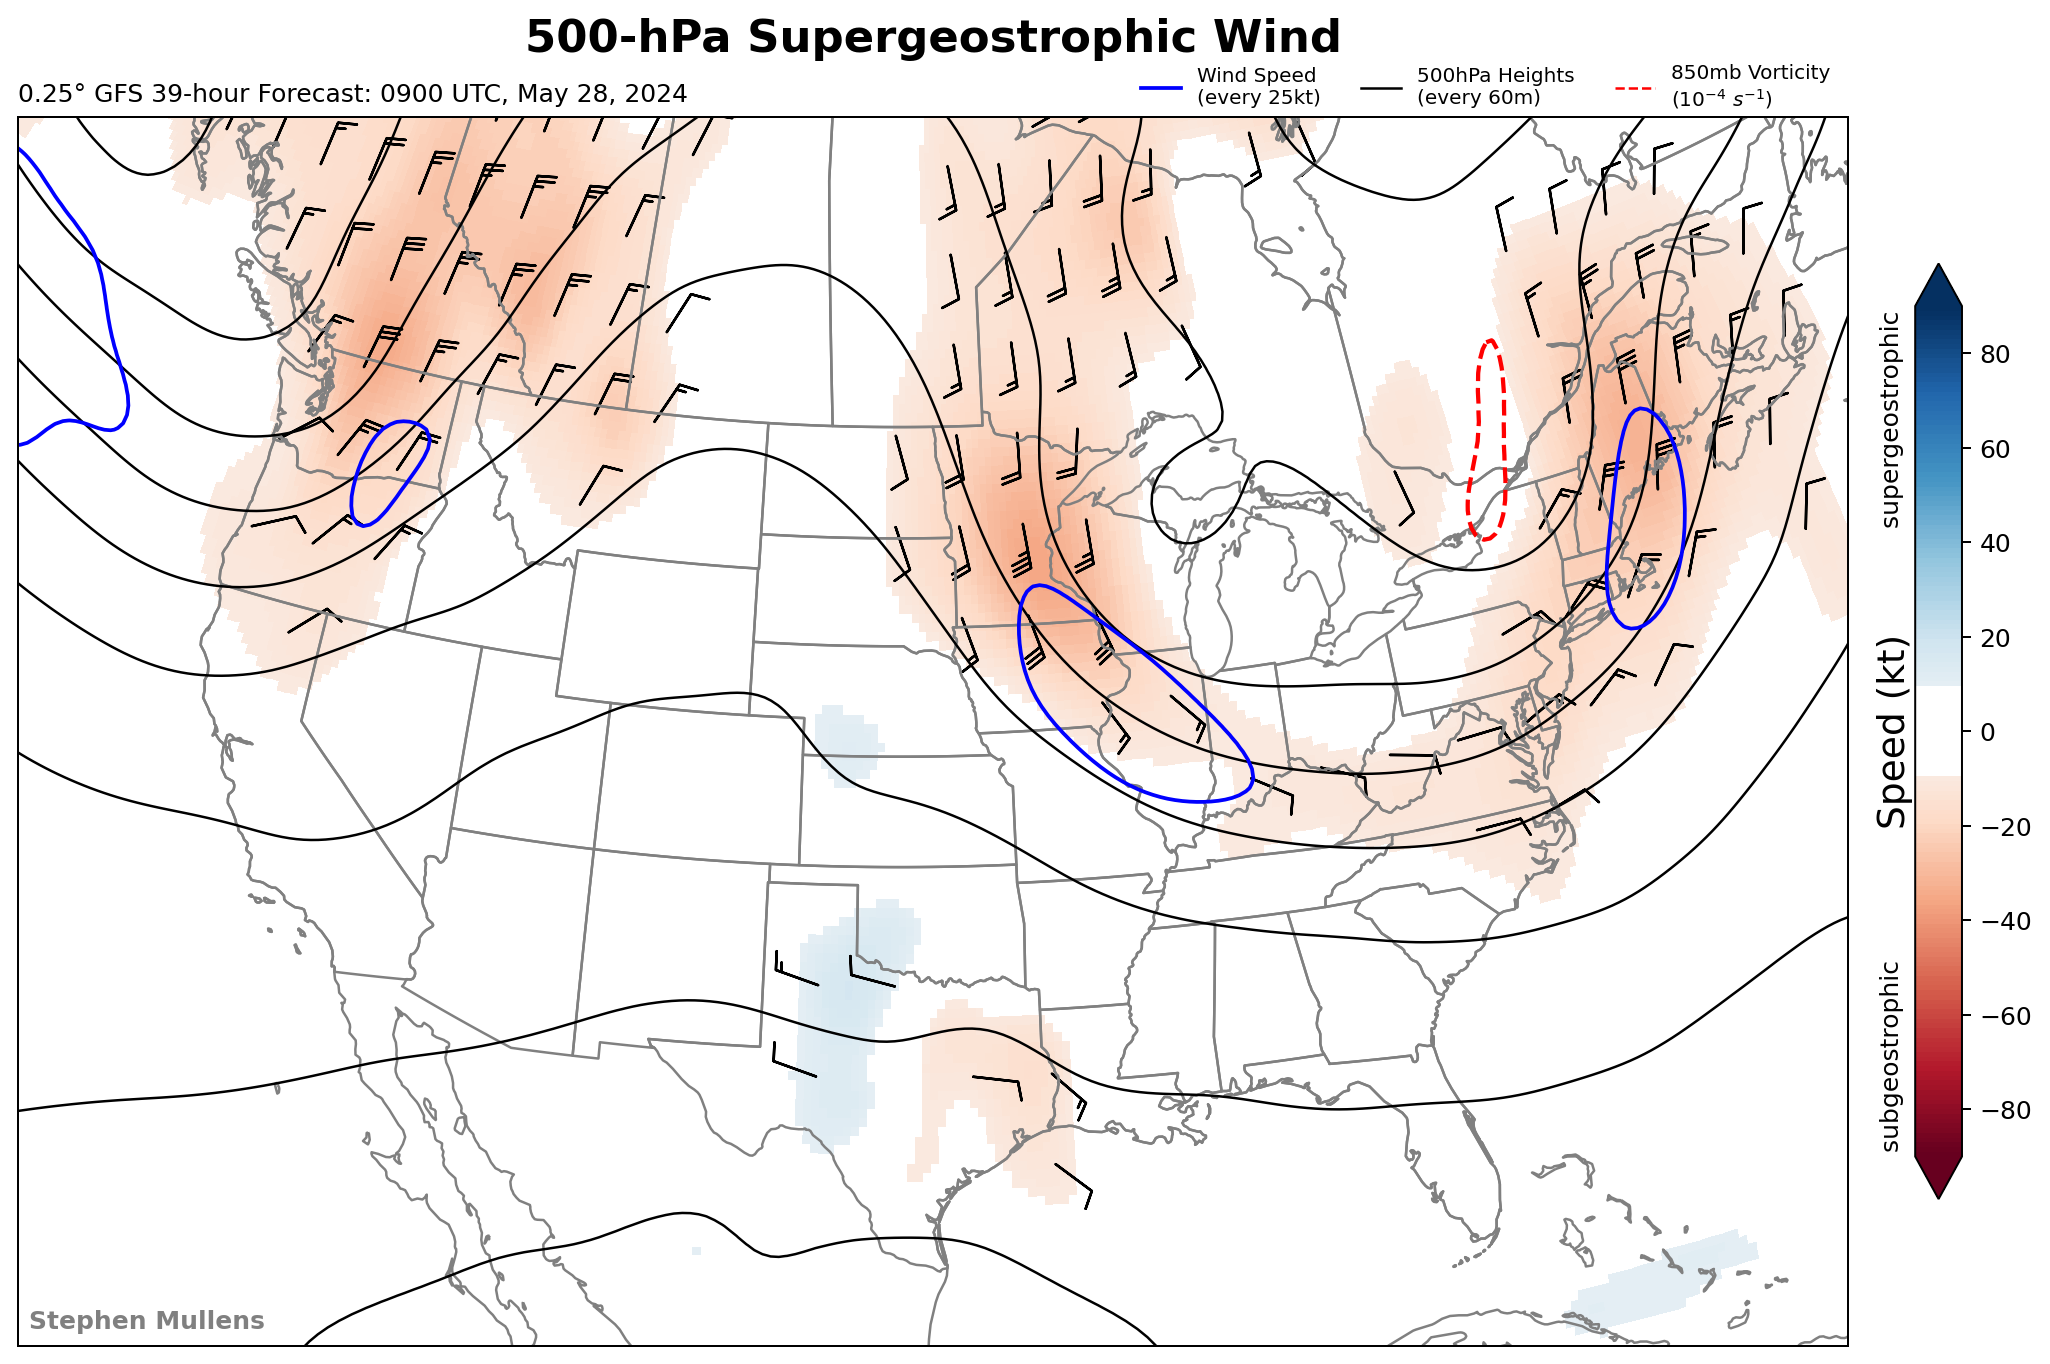 500-hPa Supergeostrophic Wind
0.25° GFS 39-hour Forecast: 0900 UTC, May 28, 2024
Wind Speed
(every 25kt)
500hPa Heights
(every 60m)
850mb Vorticity
(10⁻⁴ s⁻¹)
supergeostrophic
Speed (kt)
subgeostrophic
80
60
40
20
0
−20
−40
−60
−80
Stephen Mullens